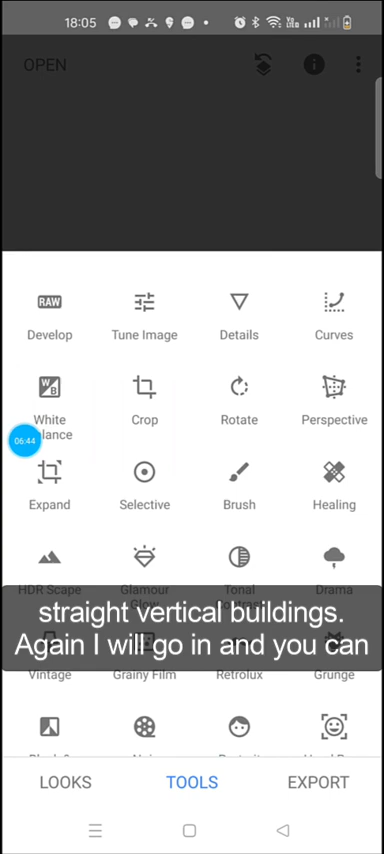 18:05
OPEN
RAW
Develop
Tune Image
Details
Curves
W B
White
Crop
Rotate
Perspective
06:44
Expand
Selective
Brush
Healing
HDR Scape
Glamour
Tonal
Drama
straight vertical buildings.
Again I will go in and you can
Vintage
Grainy Film
Retrolux
Grunge
LOOKS
TOOLS
EXPORT